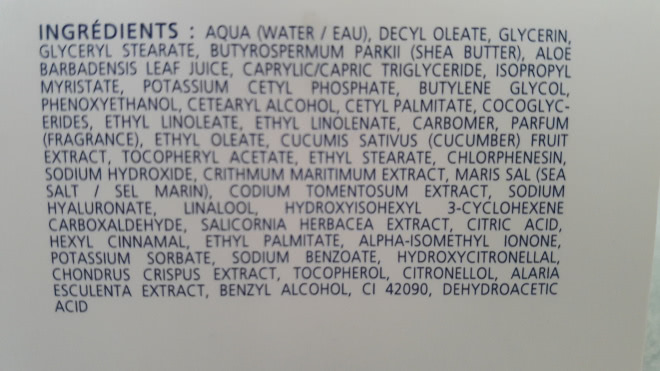 INGRÉDIENTS : AQUA (WATER / EAU), DECYL OLEATE, GLYCERIN,
GLYCERYL STEARATE, BUTYROSPERMUM PARKII (SHEA BUTTER), ALOE
BARBADENSIS LEAF JUICE, CAPRYLIC/CAPRIC TRIGLYCERIDE, ISOPROPYL
MYRISTATE, POTASSIUM CETYL PHOSPHATE, BUTYLENE GLYCOL,
PHENOXYETHANOL, CETEARYL ALCOHOL, CETYL PALMITATE, COCOGLYC-
ERIDES, ETHYL LINOLEATE, ETHYL LINOLENATE, CARBOMER, PARFUM
(FRAGRANCE), ETHYL OLEATE, CUCUMIS SATIVUS (CUCUMBER) FRUIT
EXTRACT, TOCOPHERYL ACETATE, ETHYL STEARATE, CHLORPHENESIN,
SODIUM HYDROXIDE, CRITHMUM MARITIMUM EXTRACT, MARIS SAL (SEA
SALT / SEL MARIN), CODIUM TOMENTOSUM EXTRACT, SODIUM
HYALURONATE, LINALOOL, HYDROXYISOHEXYL 3-CYCLOHEXENE
CARBOXALDEHYDE, SALICORNIA HERBACEA EXTRACT, CITRIC ACID,
HEXYL CINNAMAL, ETHYL PALMITATE, ALPHA-ISOMETHYL IONONE,
POTASSIUM SORBATE, SODIUM BENZOATE, HYDROXYCITRONELLAL,
CHONDRUS CRISPUS EXTRACT, TOCOPHEROL, CITRONELLOL, ALARIA
ESCULENTA EXTRACT, BENZYL ALCOHOL, CI 42090, DEHYDROACETIC
ACID